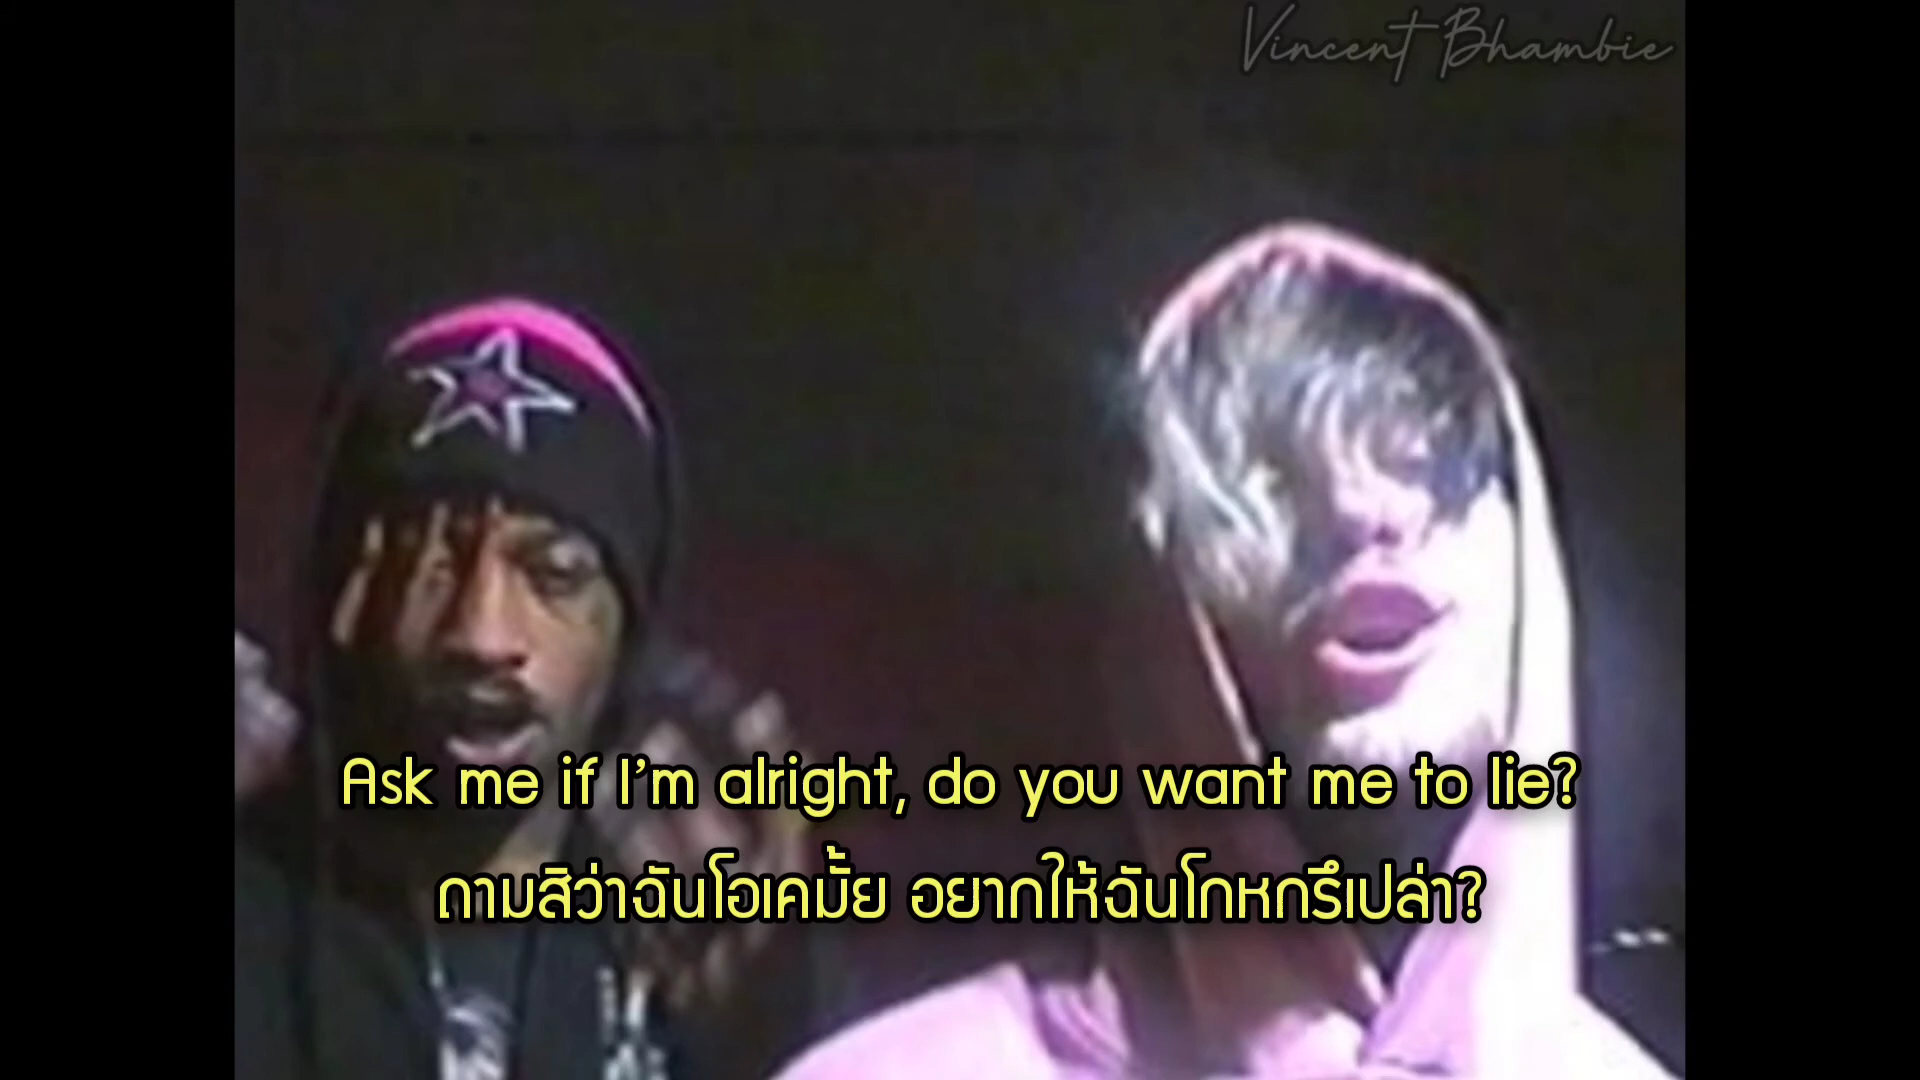 Vincent Bhambie
Ask me if I'm alright, do you want me to lie?
ถามสิว่าฉันโอเคมั้ย อยากให้ฉันโกหกรึเปล่า?